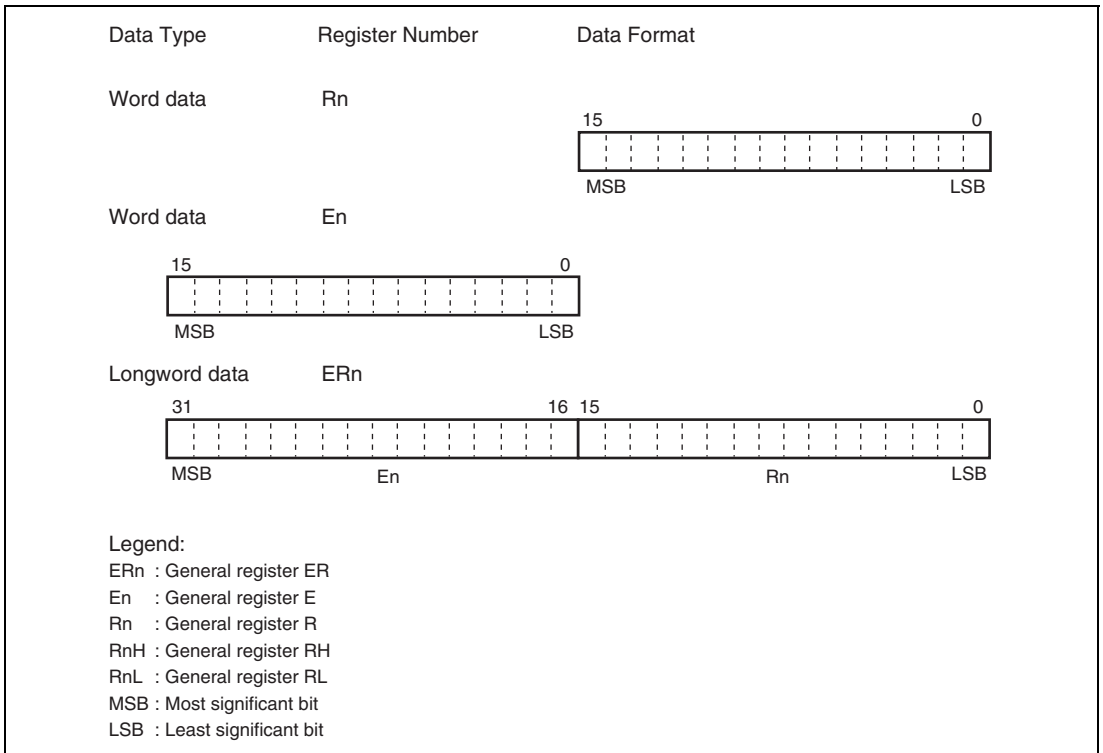 Data Type Register Number Data Format
Word data Rn
15 0
MSB LSB
Word data En
15 0
MSB LSB
Longword data ERn
31 16 15 0
MSB En Rn LSB
Legend:
ERn : General register ER
En : General register E
Rn : General register R
RnH : General register RH
RnL : General register RL
MSB : Most significant bit
LSB : Least significant bit